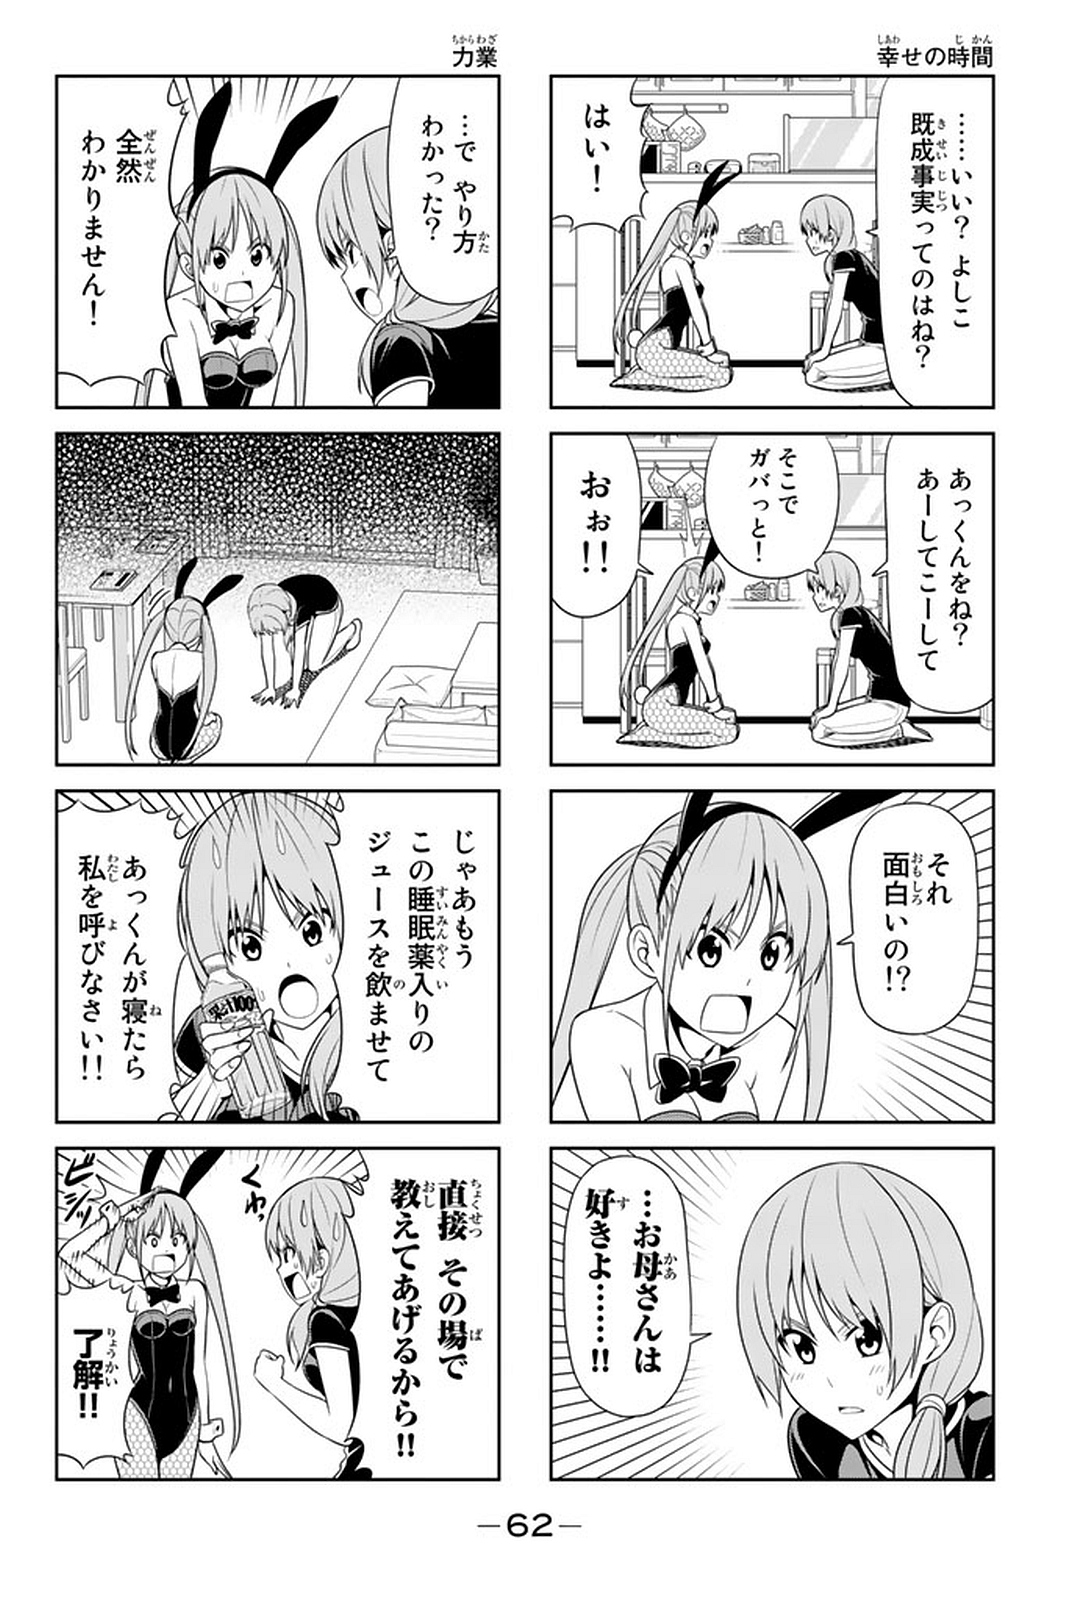 幸せの時間
……いい？よしこ
既成事実ってのはね？
はい！
あっくんをね？
あーしてこーして
そこで
ガバっと！
おぉ!!
それ
面白いの!?
…お母さんは
好きよ……!!
力業
…で やり方
わかった？
全然
わかりません！
じゃあもう
この睡眠薬入りの
ジュースを飲ませて
果汁100
あっくんが寝たら
私を呼びなさい!!
直接 その場で
教えてあげるから!!
くわっ
ビシッ
了解!!
–62–